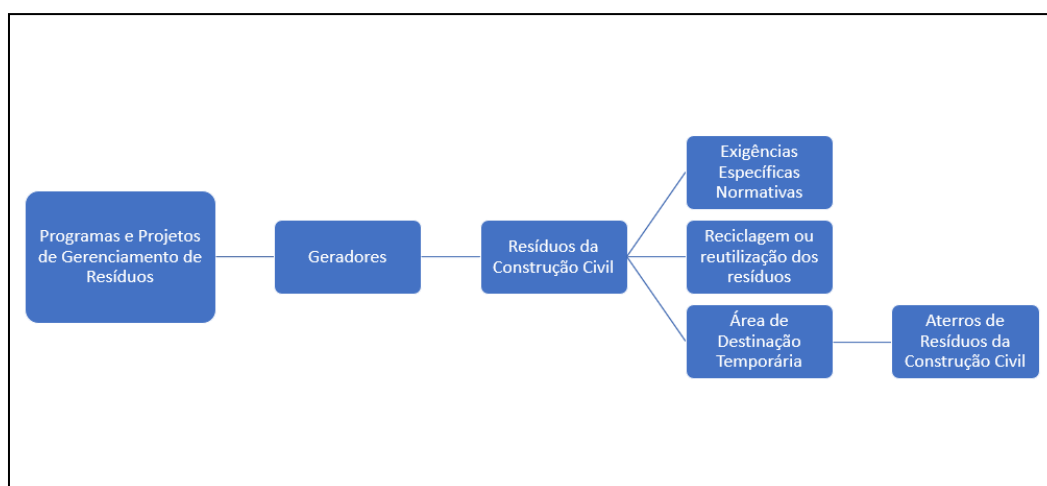 Programas e Projetos
de Gerenciamento de
Resíduos
Geradores
Resíduos da
Construção Civil
Exigências
Específicas
Normativas
Reciclagem ou
reutilização dos
resíduos
Área de
Destinação
Temporária
Aterros de
Resíduos da
Construção Civil